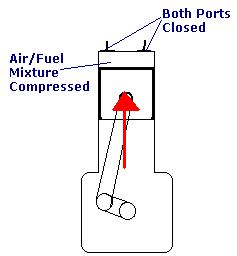 Both Ports
Closed
Air/Fuel
Mixture
Compressed